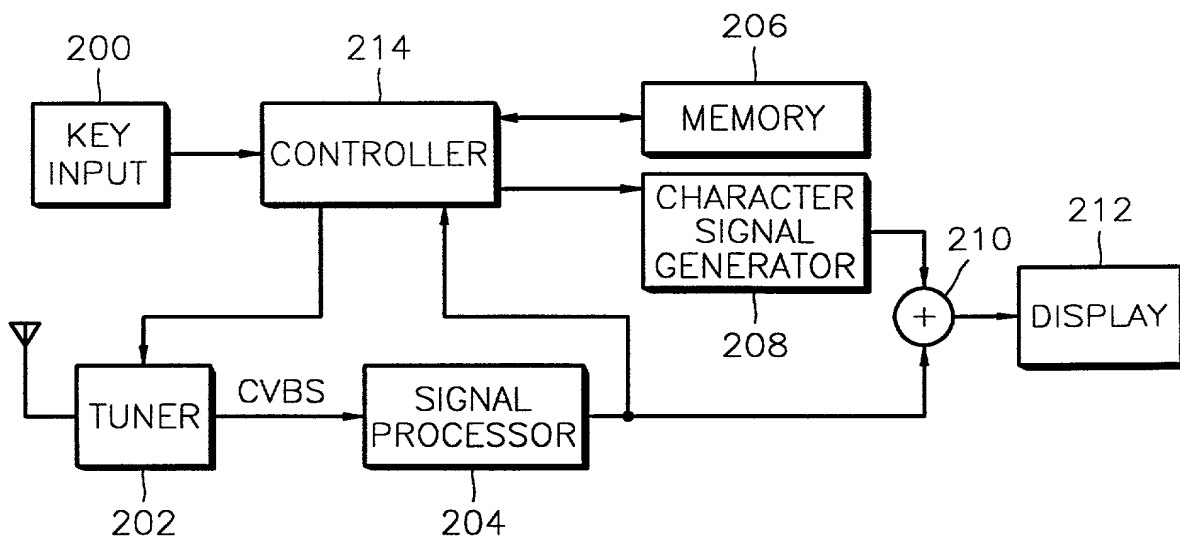 200
214
206
KEY
INPUT
CONTROLLER
MEMORY
CHARACTER
SIGNAL
GENERATOR
210
212
+
DISPLAY
208
CVBS
TUNER
SIGNAL
PROCESSOR
202
204